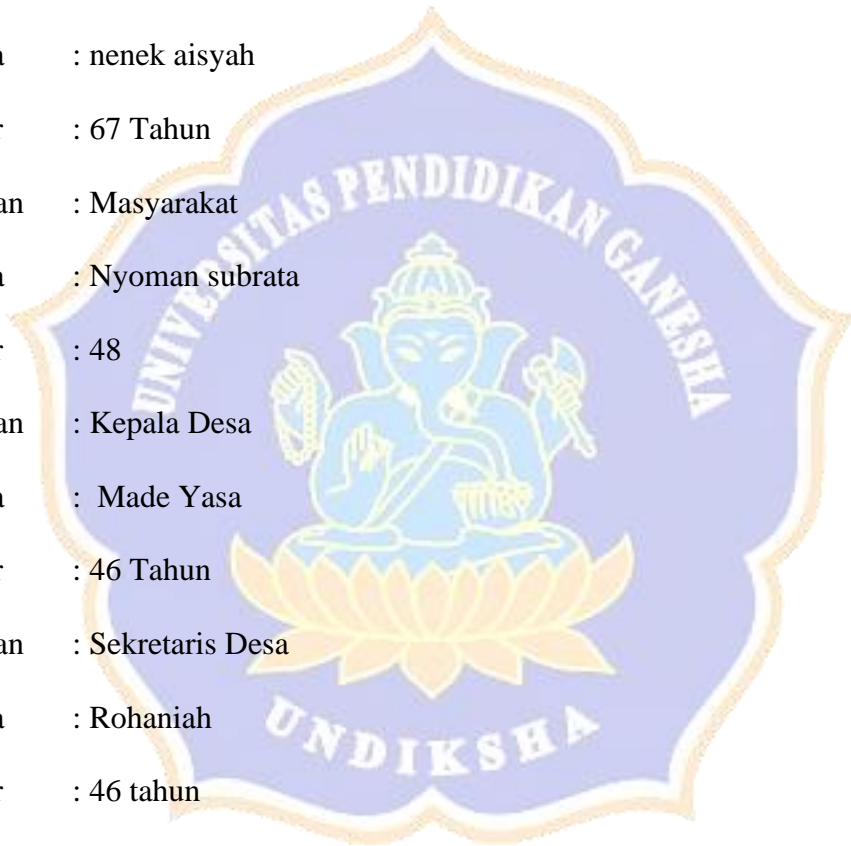 a : nenek aisyah
r : 67 Tahun
an : Masyarakat
a : Nyoman subrata
r : 48
an : Kepala Desa
a : Made Yasa
r : 46 Tahun
an : Sekretaris Desa
a : Rohaniah
r : 46 tahun
UNIVERSITAS PENDIDIKAN GANESHA
UNDIKSHA